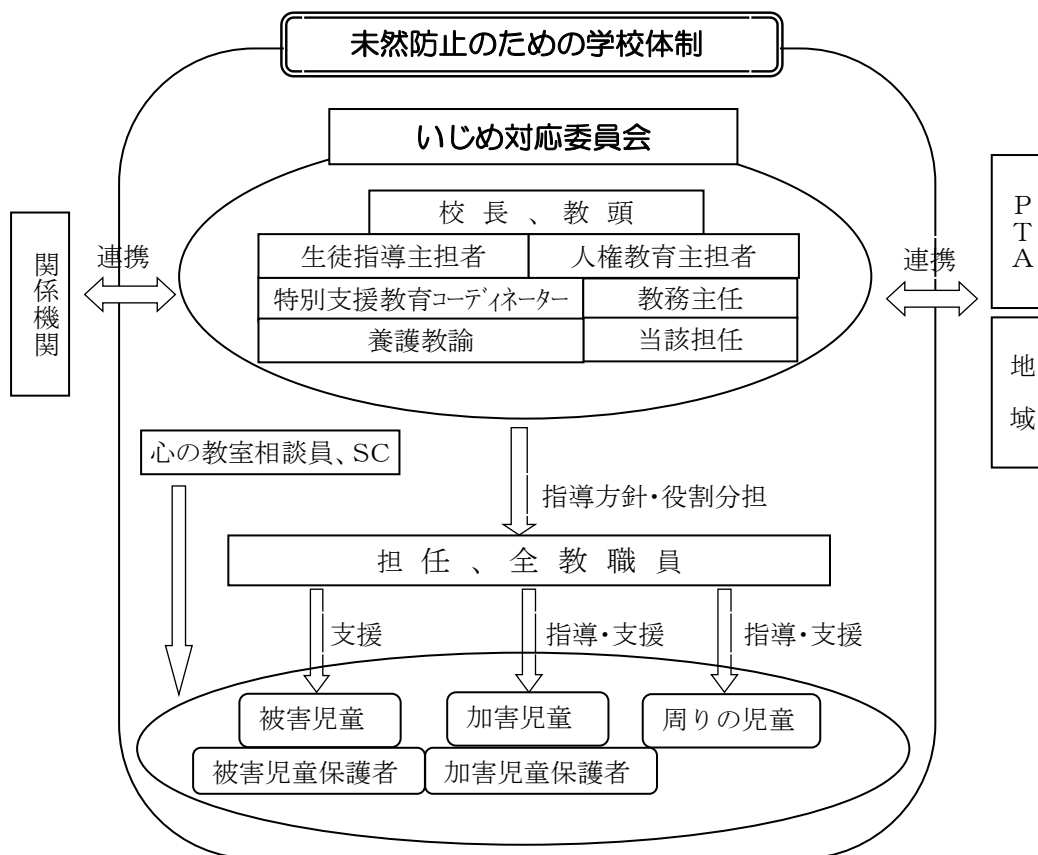 未然防止のための学校体制
いじめ対応委員会
校長、教頭
生徒指導主担者
人権教育主担者
特別支援教育コーディネーター
教務主任
養護教諭
当該担任
関係機関
連携
連携
PTA
地域
心の教室相談員、SC
指導方針・役割分担
担任、全教職員
支援
指導・支援
指導・支援
被害児童
加害児童
周りの児童
被害児童保護者
加害児童保護者